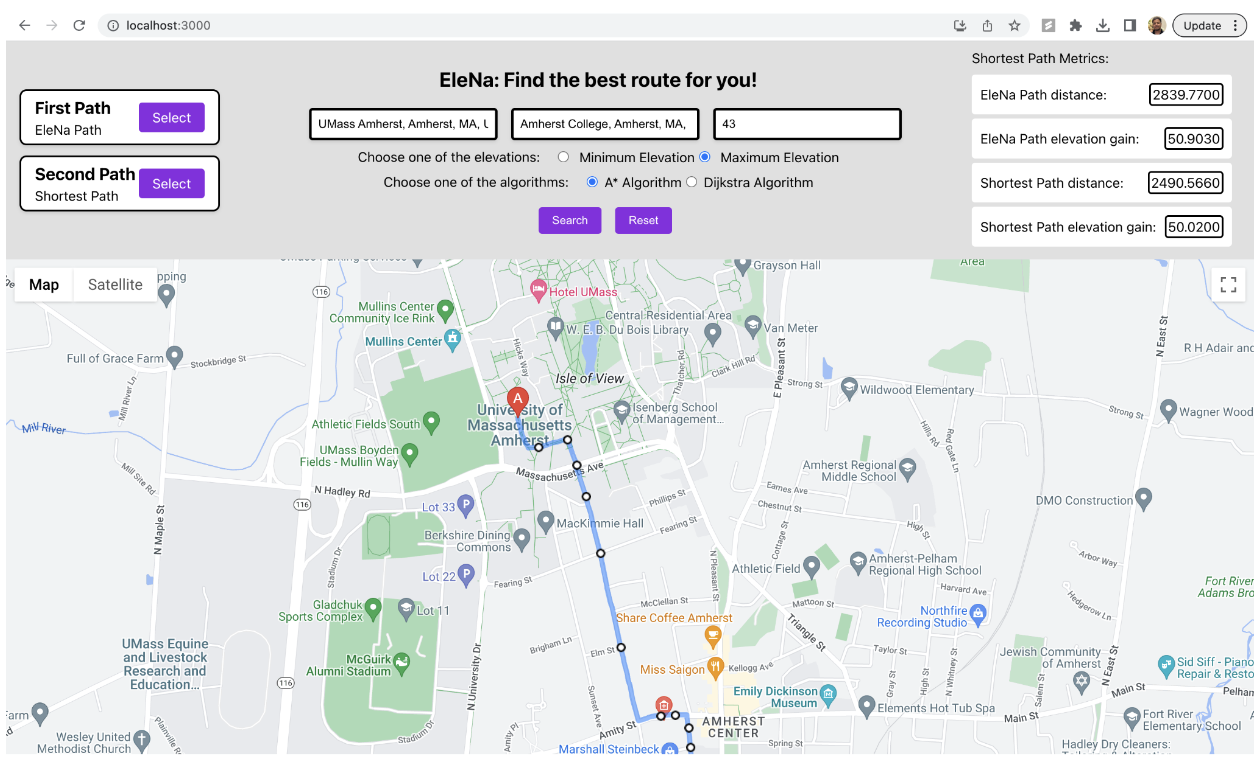 localhost:3000
Update
First Path
EleNa Path
Select
Second Path
Shortest Path
Select
EleNa: Find the best route for you!
UMass Amherst, Amherst, MA, U
Amherst College, Amherst, MA,
43
Choose one of the elevations: Minimum Elevation Maximum Elevation
Choose one of the algorithms: A* Algorithm Dijkstra Algorithm
Search Reset
Shortest Path Metrics:
EleNa Path distance: 2839.7700
EleNa Path elevation gain: 50.9030
Shortest Path distance: 2490.5660
Shortest Path elevation gain: 50.0200
Map Satellite
pping
Grayson Hall
Area
116
Hotel UMass
Mullins Center
Community Ice Rink
Central Residential Area
W. E. B. Du Bois Library
Van Meter
Mullins Center
Hicks Way
N East St
R H Adair and
Full of Grace Farm
Stockbridge St
Thatcher Rd
Clark Hill Rd
E Pleasant St
Isle of View
Strong St
Wildwood Elementary
Mill River Ln
A
University of
Massachusetts
Amherst
Isenberg School
of Management...
Strong St
Wagner Wood
Mill River
Athletic Fields South
UMass Boyden
Fields - Mullin Way
Hills Rd
Red Gate Ln
Mill Site Rd
Massachusetts Ave
Amherst Regional
Middle School
N Hadley Rd
116
Phillips St
Eames Ave
Chestnut St
DMO Construction
Lot 33
MacKimmie Hall
Fearing St
Cottage St
High St
N Maple St
Berkshire Dining
Commons
Stadium Dr
Arbor Way
Lot 22
Fearing St
N Pleasant St
Athletic Field
Amherst-Pelham
Regional High School
Fort River
Adams Bro
Hedgerow Ln
McClellan St
Mattoon St
Gladchuk
Sports Complex
Lot 11
Share Coffee Amherst
Triangle St
Northfire
Recording Studio
UMass Equine
and Livestock
Research and
Education...
Brigham Ln
Elm St
Taylor St
Jewish Community
of Amherst
McGuirk
Alumni Stadium
Miss Saigon
Kellogg Ave
Gray St
High St
N Whitney St
Salem St
N East St
Sid Siff - Piano
Repair & Resto
116
N University Dr
Sunset Ave
Emily Dickinson
Museum
Main St
Pelham
Farm
Elements Hot Tub Spa
Main St
Fort River
Elementary School
Plainville Rd
Stadium Dr
Amity Pl
Amity St
AMHERST
CENTER
Wesley United
Methodist Church
Marshall Steinbeck
Spring St
Hadley Dry Cleaners: